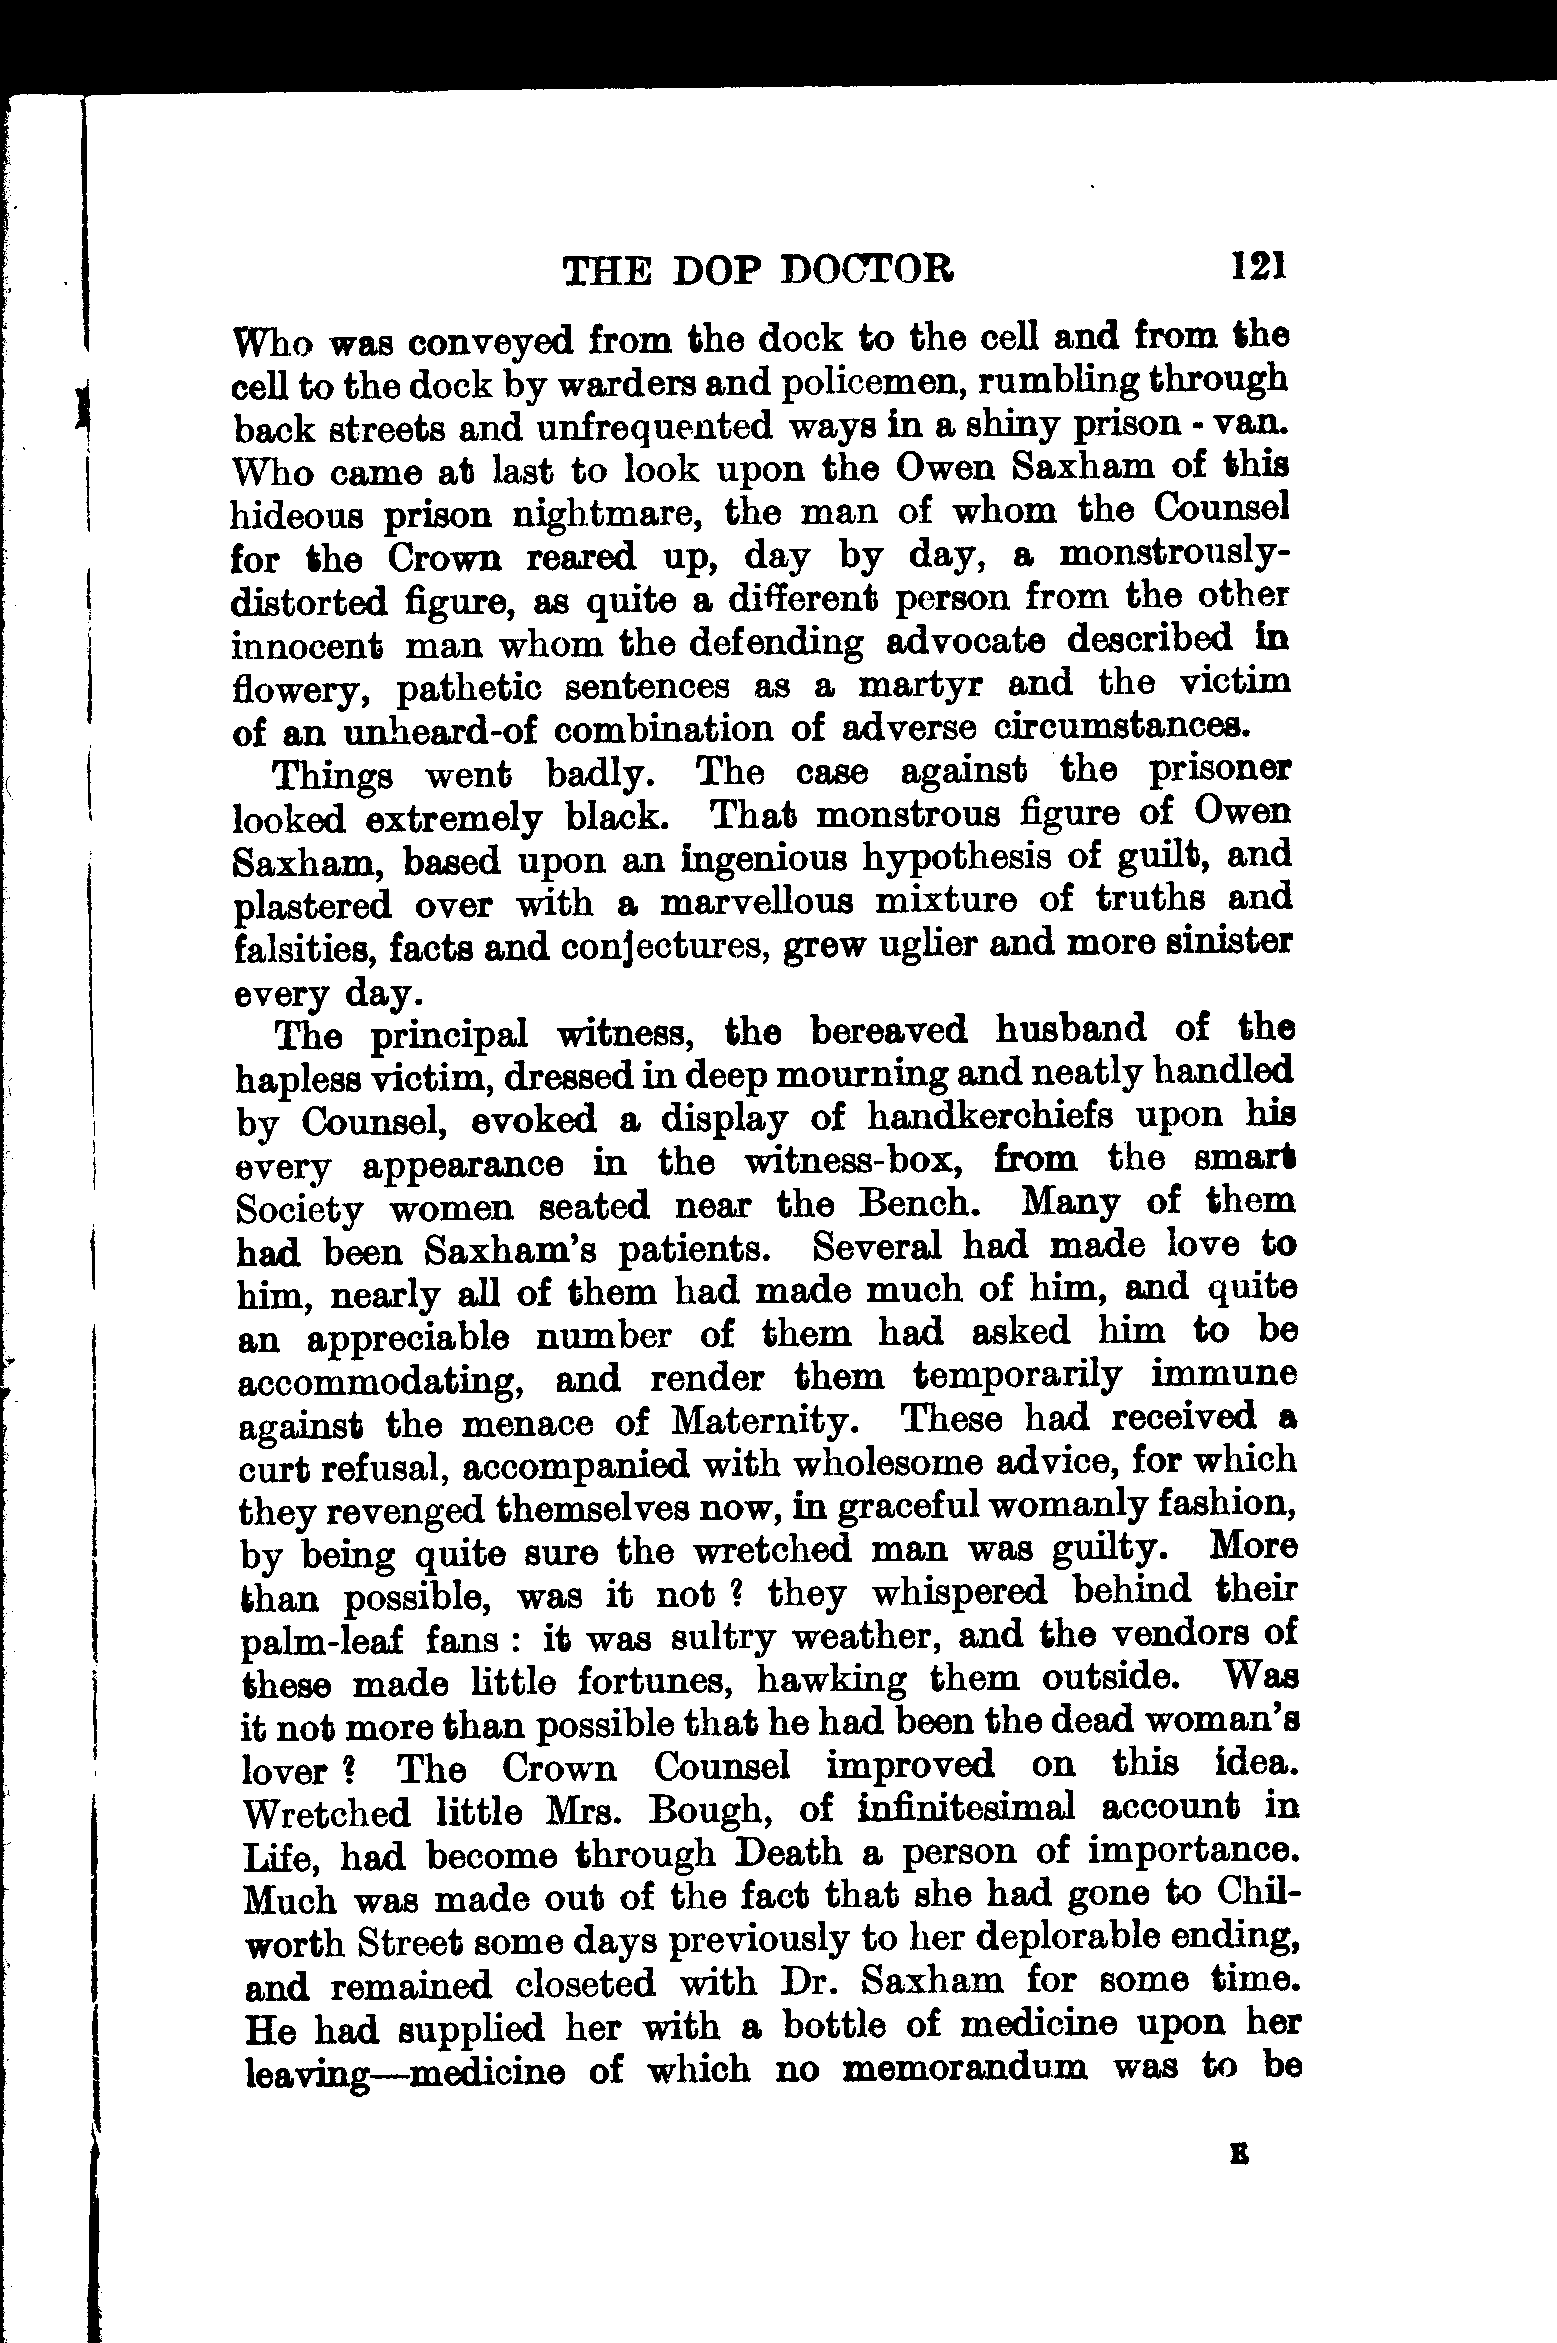 THE DOP DOCTOR 121
Who was conveyed from the dock to the cell and from the
cell to the dock by warders and policemen, rumbling through
back streets and unfrequented ways in a shiny prison - van.
Who came at last to look upon the Owen Saxham of this
hideous prison nightmare, the man of whom the Counsel
for the Crown reared up, day by day, a monstrously-
distorted figure, as quite a different person from the other
innocent man whom the defending advocate described in
flowery, pathetic sentences as a martyr and the victim
of an unheard-of combination of adverse circumstances.
Things went badly. The case against the prisoner
looked extremely black. That monstrous figure of Owen
Saxham, based upon an ingenious hypothesis of guilt, and
plastered over with a marvellous mixture of truths and
falsities, facts and conjectures, grew uglier and more sinister
every day.
The principal witness, the bereaved husband of the
hapless victim, dressed in deep mourning and neatly handled
by Counsel, evoked a display of handkerchiefs upon his
every appearance in the witness-box, from the smart
Society women seated near the Bench. Many of them
had been Saxham's patients. Several had made love to
him, nearly all of them had made much of him, and quite
an appreciable number of them had asked him to be
accommodating, and render them temporarily immune
against the menace of Maternity. These had received a
curt refusal, accompanied with wholesome advice, for which
they revenged themselves now, in graceful womanly fashion,
by being quite sure the wretched man was guilty. More
than possible, was it not ? they whispered behind their
palm-leaf fans : it was sultry weather, and the vendors of
these made little fortunes, hawking them outside. Was
it not more than possible that he had been the dead woman's
lover ? The Crown Counsel improved on this idea.
Wretched little Mrs. Bough, of infinitesimal account in
Life, had become through Death a person of importance.
Much was made out of the fact that she had gone to Chil-
worth Street some days previously to her deplorable ending,
and remained closeted with Dr. Saxham for some time.
He had supplied her with a bottle of medicine upon her
leaving—medicine of which no memorandum was to be
E